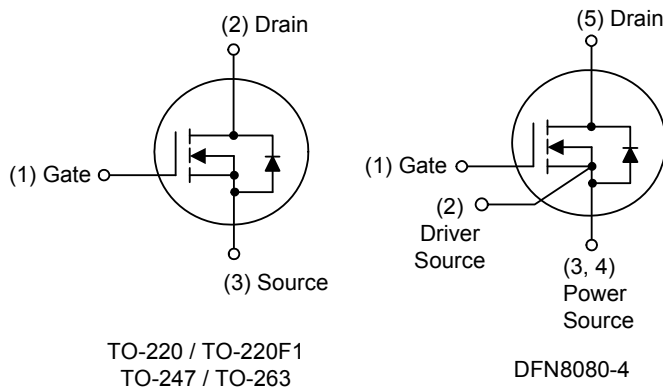 (2) Drain
(1) Gate
(3) Source
TO-220 / TO-220F1
TO-247 / TO-263
(5) Drain
(1) Gate
(2)
Driver
Source
(3, 4)
Power
Source
DFN8080-4